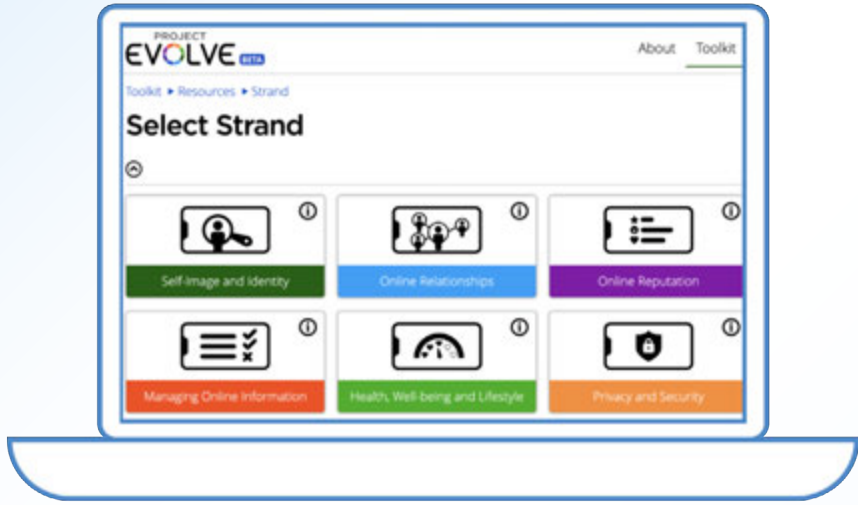 PROJECT
EVOLVE BETA
About Toolkit
Toolkit ▸ Resources ▸ Strand
Select Strand
Self-Image and Identity
Online Relationships
Online Reputation
Managing Online Information
Health, Well-being and Lifestyle
Privacy and Security